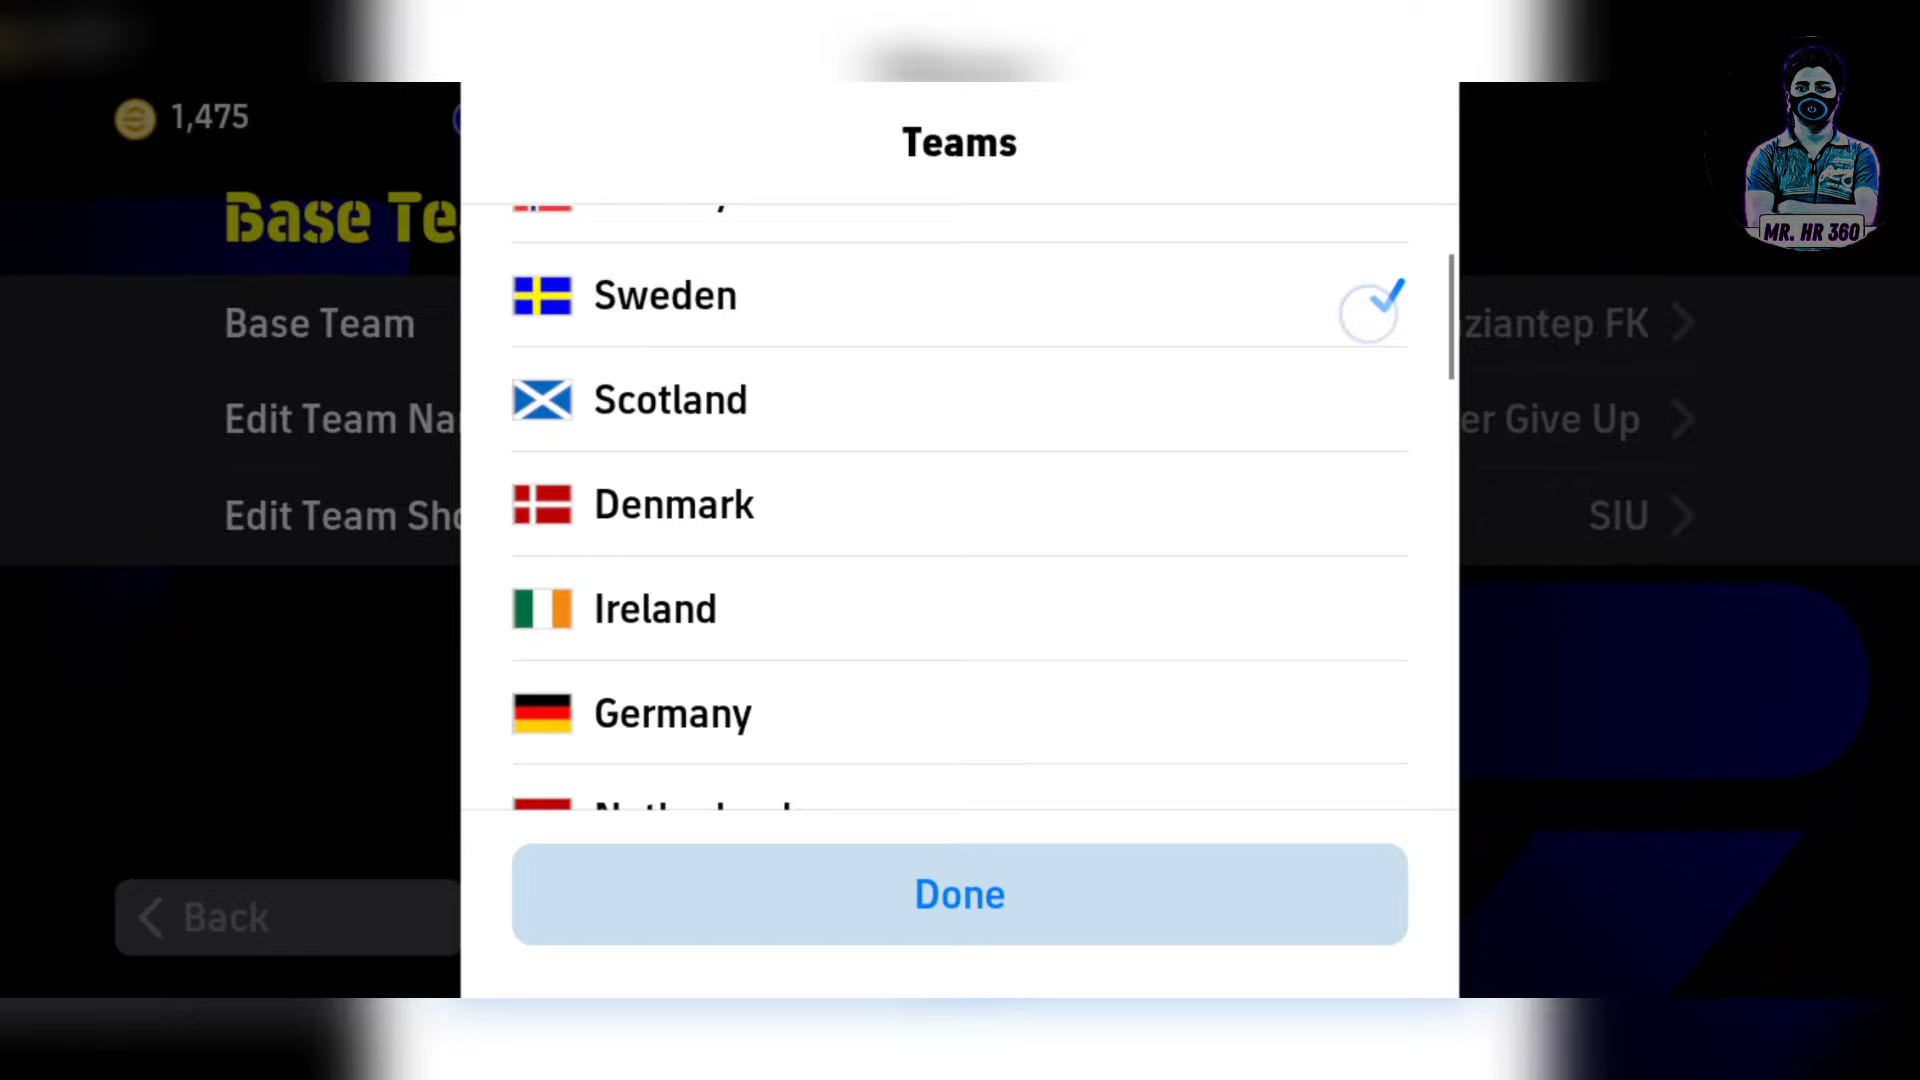 1,475
Teams
MR. HR 360
Base Te
Sweden
Base Team
ziantep FK
Scotland
Edit Team Na
er Give Up
Denmark
Edit Team Sho
SIU
Ireland
Germany
Done
Back